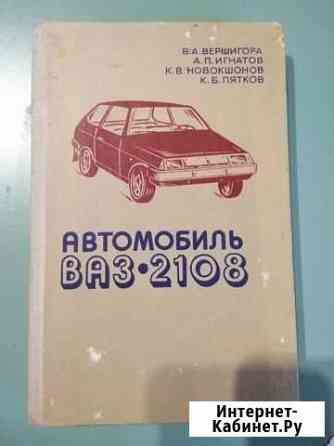 В.А.ВЕРШИГОРА
А.П.ИГНАТОВ
К.В.НОВОКШОНОВ
К.Б.ПЯТКОВ
АВТОМОБИЛЬ
ВАЗ•2108
Интернет-
Кабинет.Ру